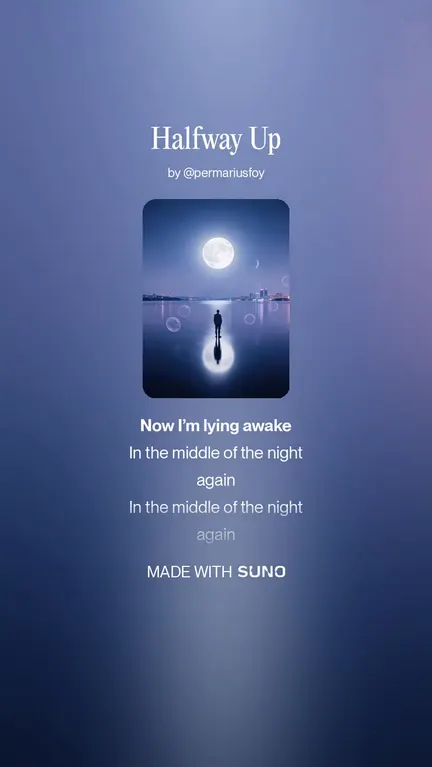 Halfway Up
by @permariusfoy
Now I'm lying awake
In the middle of the night
again
In the middle of the night
again
MADE WITH SUNO